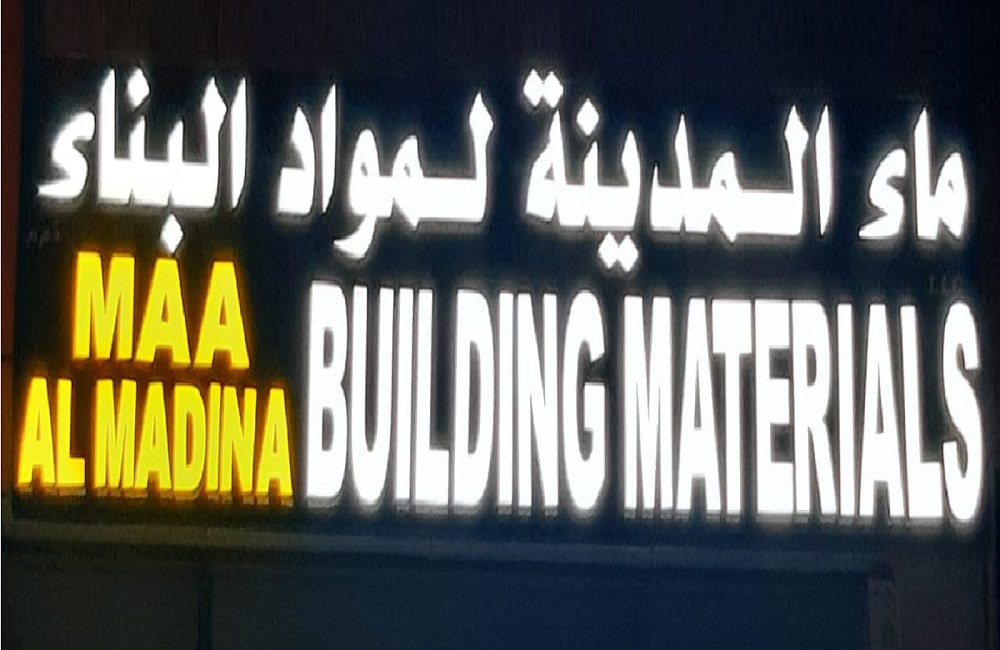 ماء المدينة لمواد البناء
MAA
AL MADINA
BUILDING MATERIALS